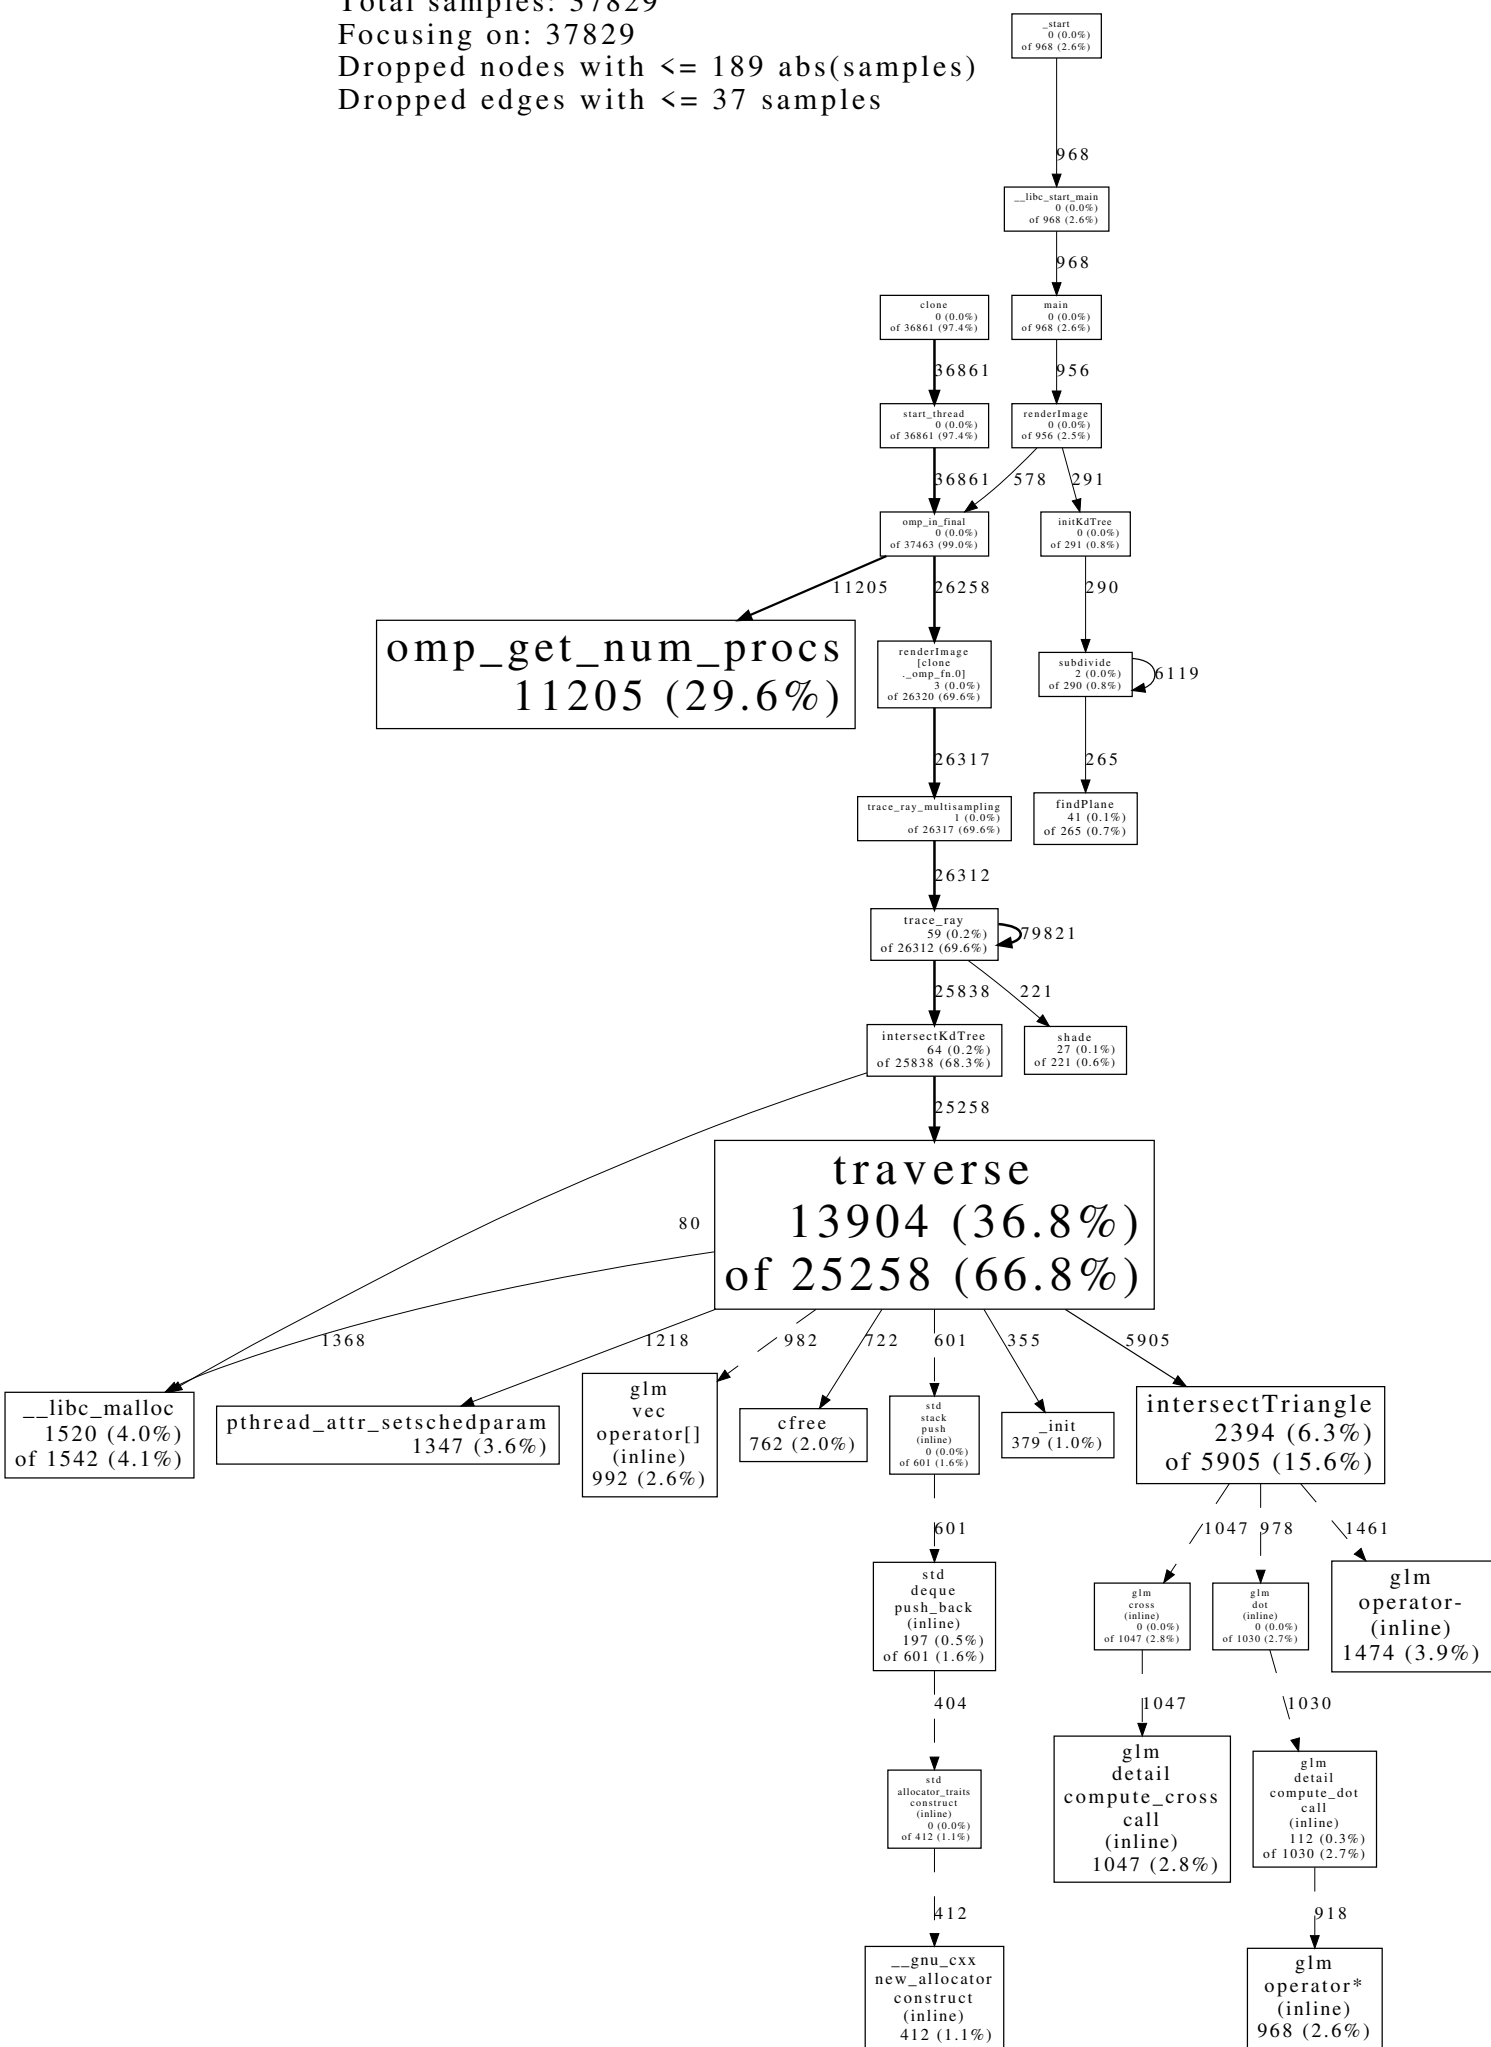 Total samples: 37829
Focusing on: 37829
Dropped nodes with <= 189 abs(samples)
Dropped edges with <= 37 samples
_start
0 (0.0%)
of 968 (2.6%)
968
__libc_start_main
0 (0.0%)
of 968 (2.6%)
968
clone
0 (0.0%)
of 36861 (97.4%)
main
0 (0.0%)
of 968 (2.6%)
36861
956
start_thread
0 (0.0%)
of 36861 (97.4%)
renderImage
0 (0.0%)
of 956 (2.5%)
36861
578
291
omp_in_final
0 (0.0%)
of 37463 (99.0%)
initKdTree
0 (0.0%)
of 291 (0.8%)
11205
26258
290
omp_get_num_procs
11205 (29.6%)
renderImage
[clone
._omp_fn.0]
3 (0.0%)
of 26320 (69.6%)
subdivide
2 (0.0%)
of 290 (0.8%)
6119
26317
265
trace_ray_multisampling
1 (0.0%)
of 26317 (69.6%)
findPlane
41 (0.1%)
of 265 (0.7%)
26312
trace_ray
59 (0.2%)
of 26312 (69.6%)
79821
25838
221
intersectKdTree
64 (0.2%)
of 25838 (68.3%)
shade
27 (0.1%)
of 221 (0.6%)
25258
traverse
13904 (36.8%)
of 25258 (66.8%)
80
1368
1218
982
722
601
355
5905
__libc_malloc
1520 (4.0%)
of 1542 (4.1%)
pthread_attr_setschedparam
1347 (3.6%)
glm
vec
operator[]
(inline)
992 (2.6%)
cfree
762 (2.0%)
std
stack
push
(inline)
0 (0.0%)
of 601 (1.6%)
_init
379 (1.0%)
intersectTriangle
2394 (6.3%)
of 5905 (15.6%)
601
1047
978
1461
std
deque
push_back
(inline)
197 (0.5%)
of 601 (1.6%)
glm
cross
(inline)
0 (0.0%)
of 1047 (2.8%)
glm
dot
(inline)
0 (0.0%)
of 1030 (2.7%)
glm
operator-
(inline)
1474 (3.9%)
404
1047
1030
std
allocator_traits
construct
(inline)
0 (0.0%)
of 412 (1.1%)
glm
detail
compute_cross
call
(inline)
1047 (2.8%)
glm
detail
compute_dot
call
(inline)
112 (0.3%)
of 1030 (2.7%)
412
918
__gnu_cxx
new_allocator
construct
(inline)
412 (1.1%)
glm
operator*
(inline)
968 (2.6%)